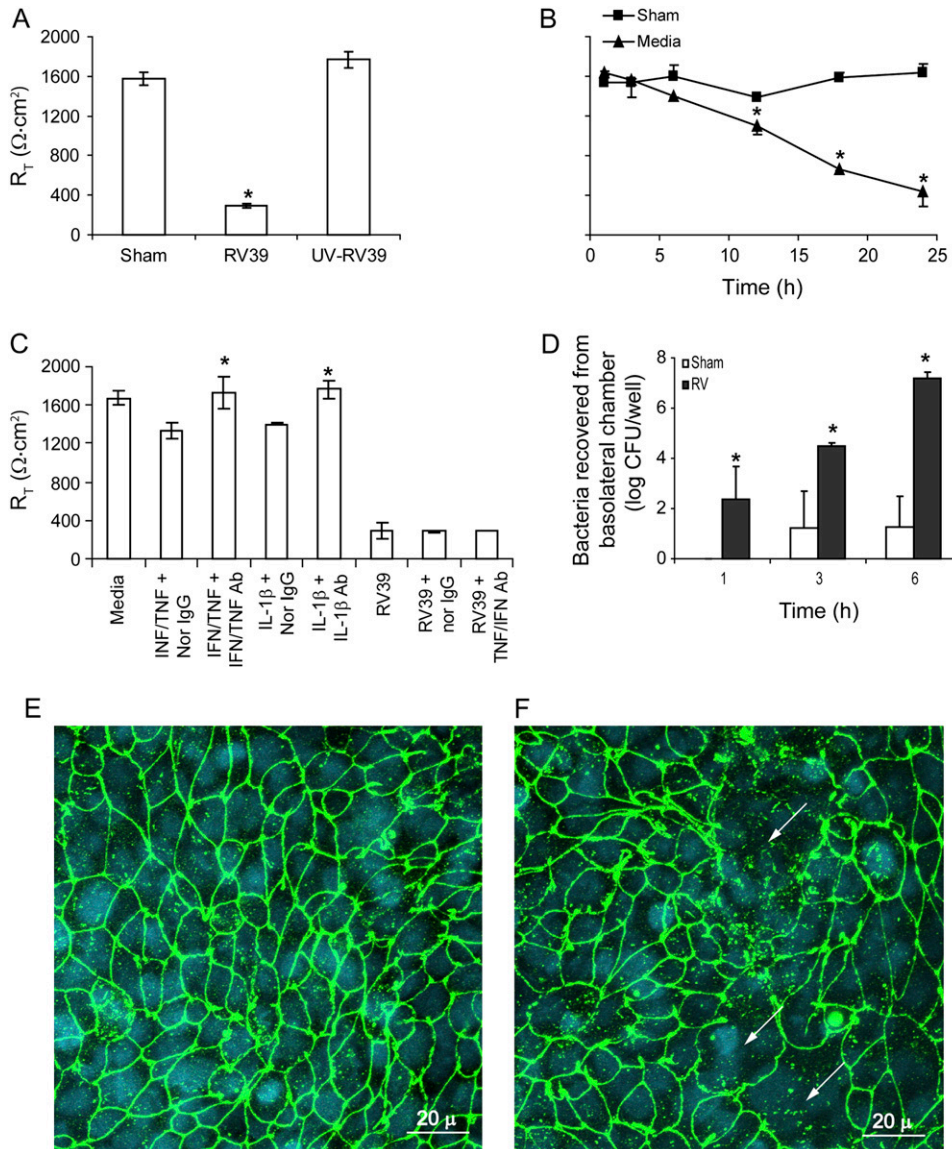 A
2000
1600
1200
800
400
0
R_T (Ω·cm²)
*
Sham
RV39
UV-RV39
B
Sham
Media
*
*
*
0
5
10
15
20
25
Time (h)
C
2000
1600
1200
800
400
0
R_T (Ω·cm²)
*
*
Media
INF/TNF +
Nor IgG
IFN/TNF +
IFN/TNF Ab
IL-1β +
Nor IgG
IL-1β +
IL-1β Ab
RV39
RV39 +
nor IgG
RV39 +
TNF/IFN Ab
D
Bacteria recovered from
basolateral chamber
(log CFU/well)
8
4
2
0
Sham
RV
*
*
*
1
3
6
Time (h)
E
20 μ
F
20 μ